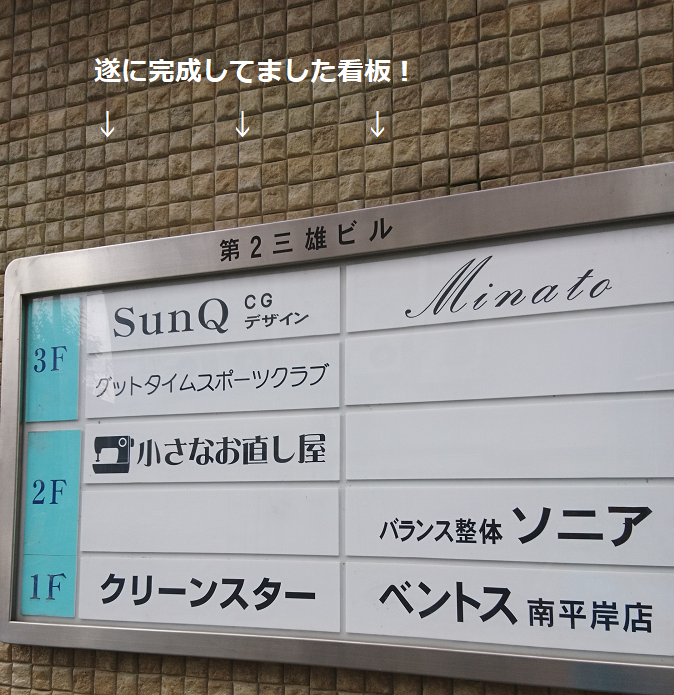 遂に完成してました看板！
↓ ↓ ↓
第2三雄ビル
3F
SunQ CG デザイン
Minato
グットタイムスポーツクラブ
2F
小さなお直し屋
バランス整体 ソニア
1F
クリーンスター
ベントス 南平岸店